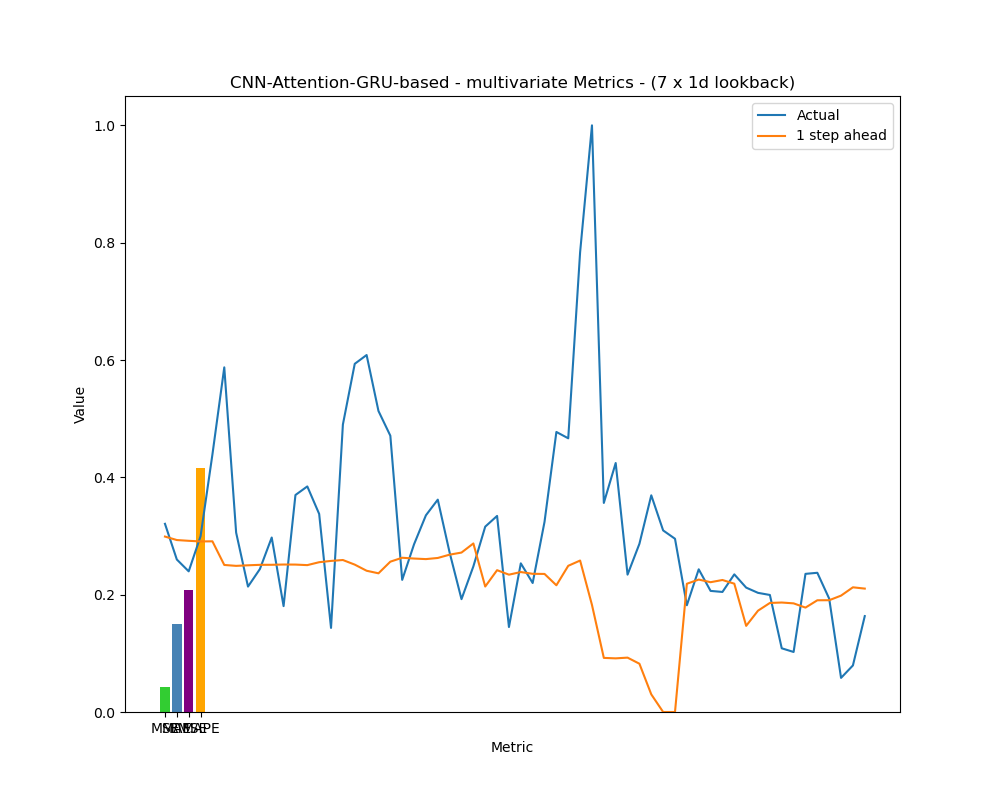 CNN-Attention-GRU-based - multivariate Metrics - (7 x 1d lookback)
Actual
1 step ahead
1.0
0.8
0.6
0.4
0.2
0.0
Value
Metric